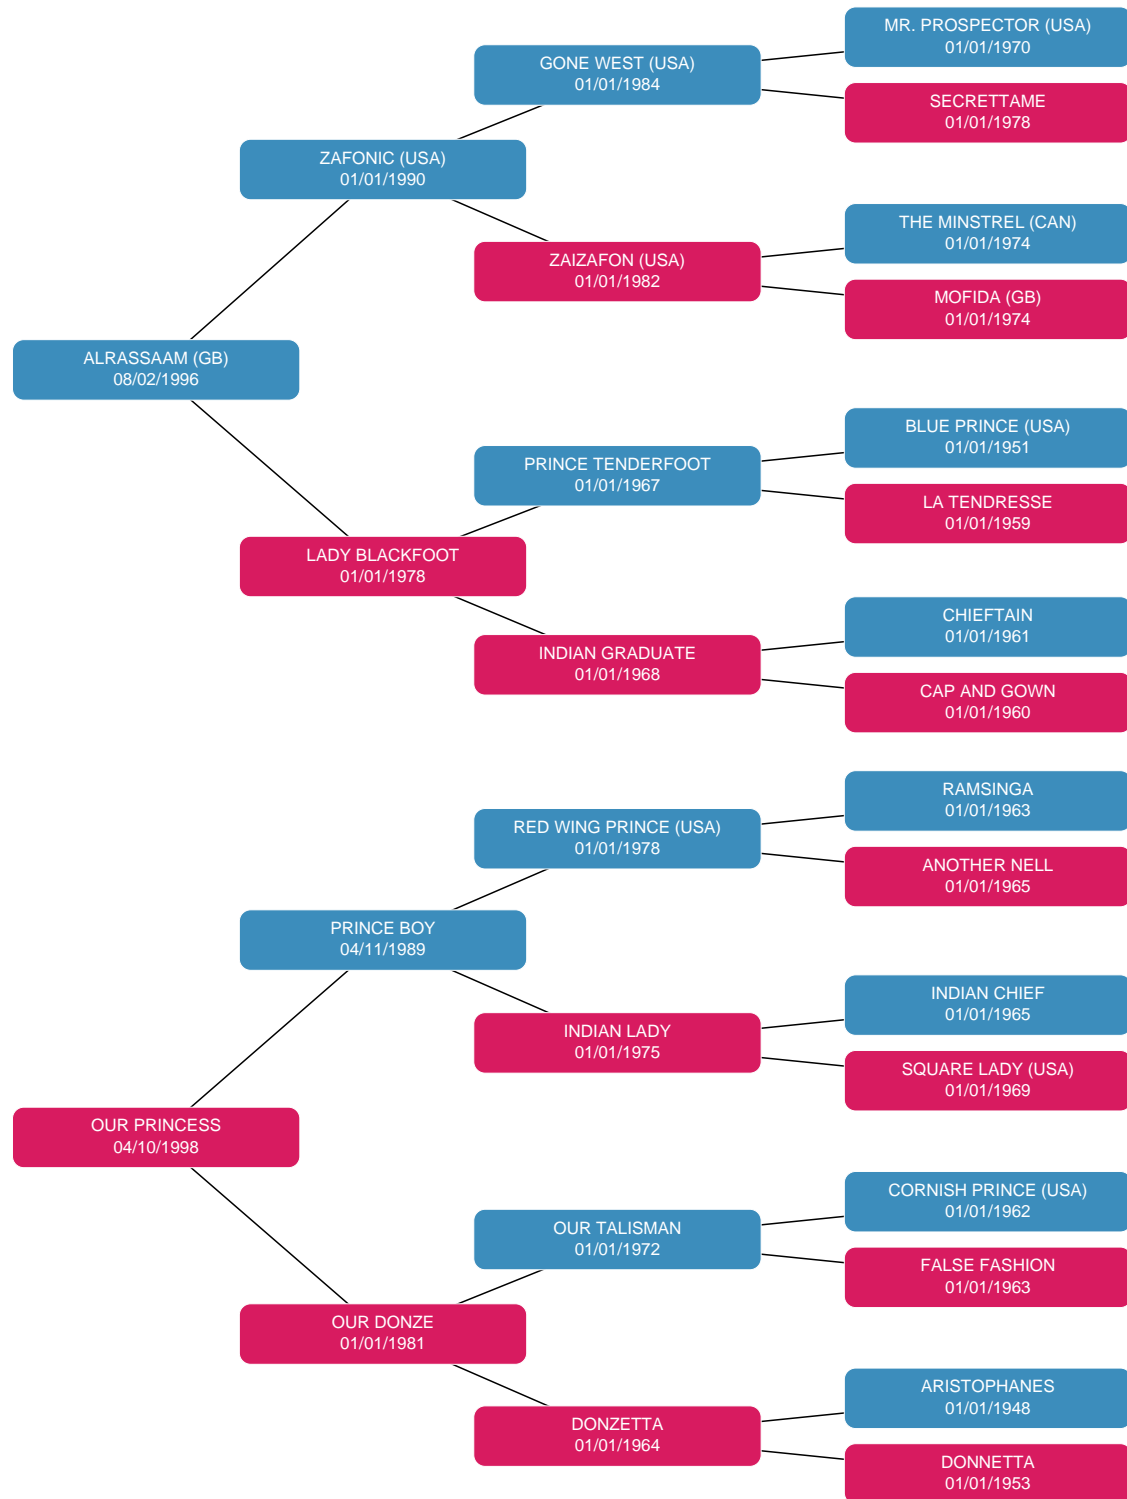 MR. PROSPECTOR (USA)
01/01/1970
GONE WEST (USA)
01/01/1984
SECRETTAME
01/01/1978
ZAFONIC (USA)
01/01/1990
THE MINSTREL (CAN)
01/01/1974
ZAIZAFON (USA)
01/01/1982
MOFIDA (GB)
01/01/1974
ALRASSAAM (GB)
08/02/1996
BLUE PRINCE (USA)
01/01/1951
PRINCE TENDERFOOT
01/01/1967
LA TENDRESSE
01/01/1959
LADY BLACKFOOT
01/01/1978
CHIEFTAIN
01/01/1961
INDIAN GRADUATE
01/01/1968
CAP AND GOWN
01/01/1960
RAMSINGA
01/01/1963
RED WING PRINCE (USA)
01/01/1978
ANOTHER NELL
01/01/1965
PRINCE BOY
04/11/1989
INDIAN CHIEF
01/01/1965
INDIAN LADY
01/01/1975
SQUARE LADY (USA)
01/01/1969
OUR PRINCESS
04/10/1998
CORNISH PRINCE (USA)
01/01/1962
OUR TALISMAN
01/01/1972
FALSE FASHION
01/01/1963
OUR DONZE
01/01/1981
ARISTOPHANES
01/01/1948
DONZETTA
01/01/1964
DONNETTA
01/01/1953